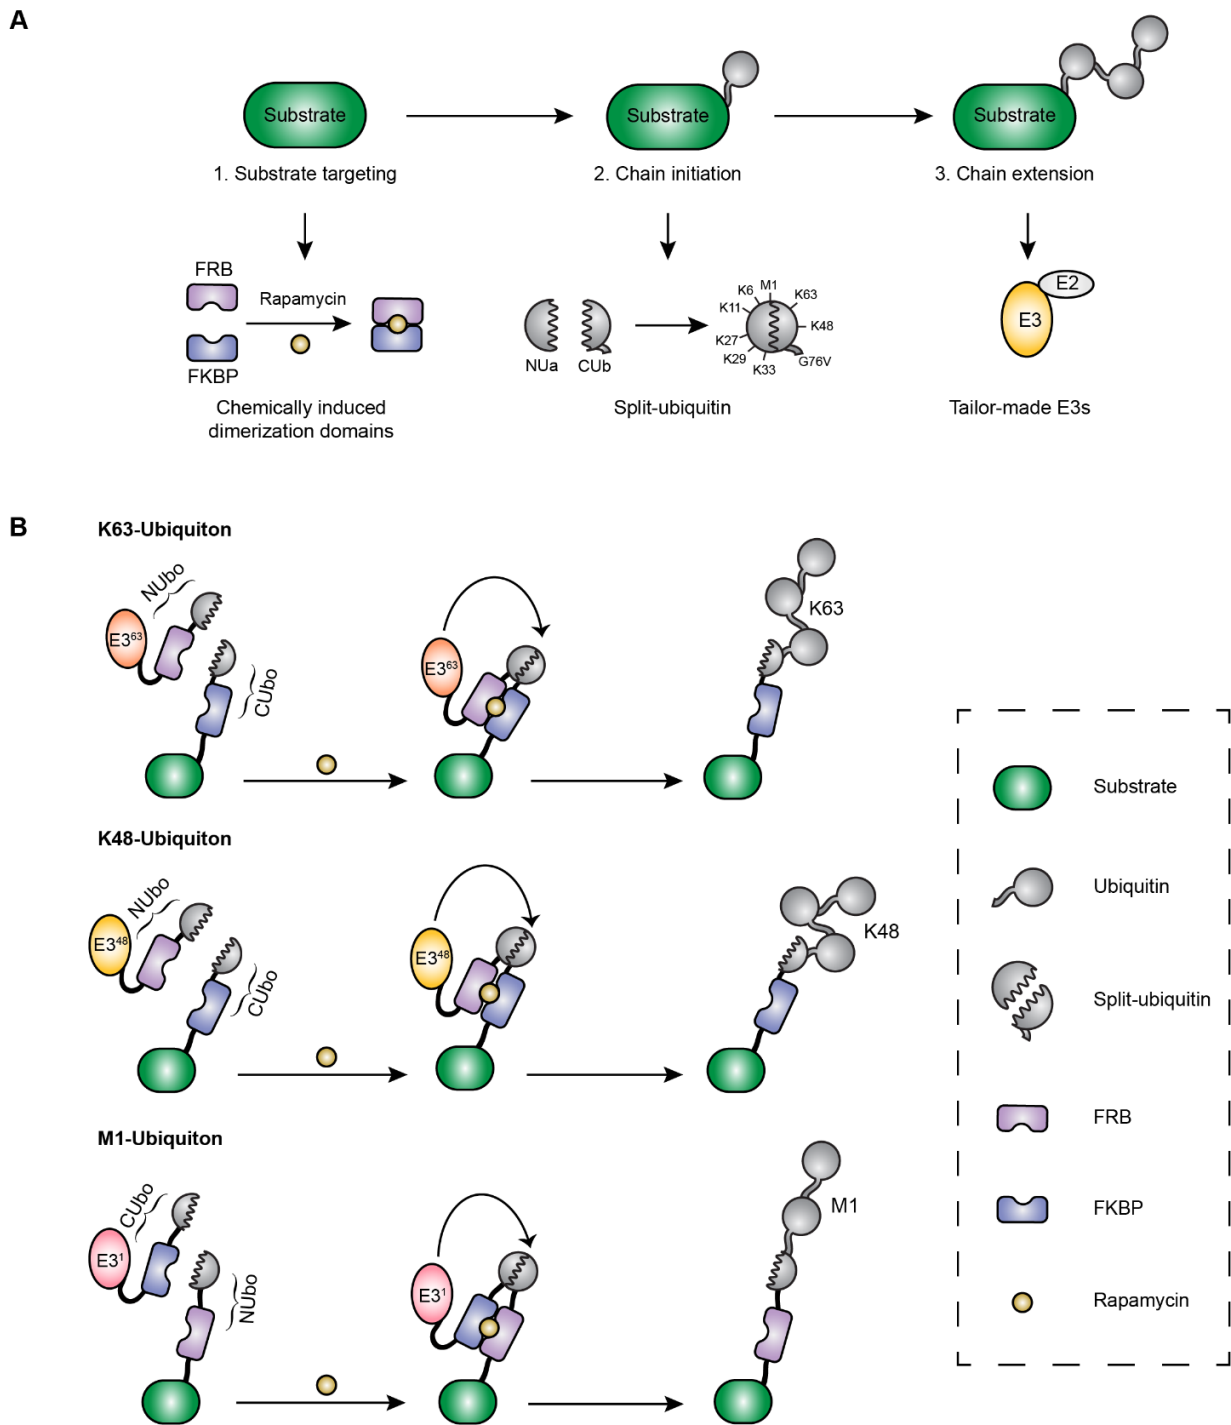 A
Substrate
Substrate
Substrate
1. Substrate targeting
2. Chain initiation
3. Chain extension
FRB
Rapamycin
FKBP
Chemically induced
dimerization domains
NUa
CUb
K6
M1
K63
K11
K48
K27
K29
K33
G76V
Split-ubiquitin
E2
E3
Tailor-made E3s
B
K63-Ubiquiton
NUbo
E3⁶³
CUbo
E3⁶³
K63
K48-Ubiquiton
NUbo
E3⁴⁸
CUbo
E3⁴⁸
K48
M1-Ubiquiton
CUbo
E3¹
NUbo
E3¹
M1
Substrate
Ubiquitin
Split-ubiquitin
FRB
FKBP
Rapamycin